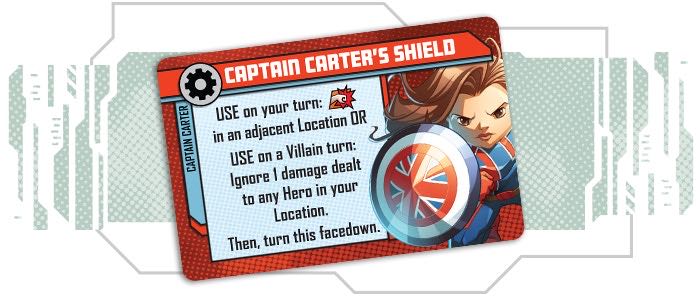 CAPTAIN CARTER'S SHIELD
CAPTAIN CARTER
USE on your turn:
in an adjacent Location OR
USE on a Villain turn:
Ignore 1 damage dealt
to any Hero in your
Location.
Then, turn this facedown.